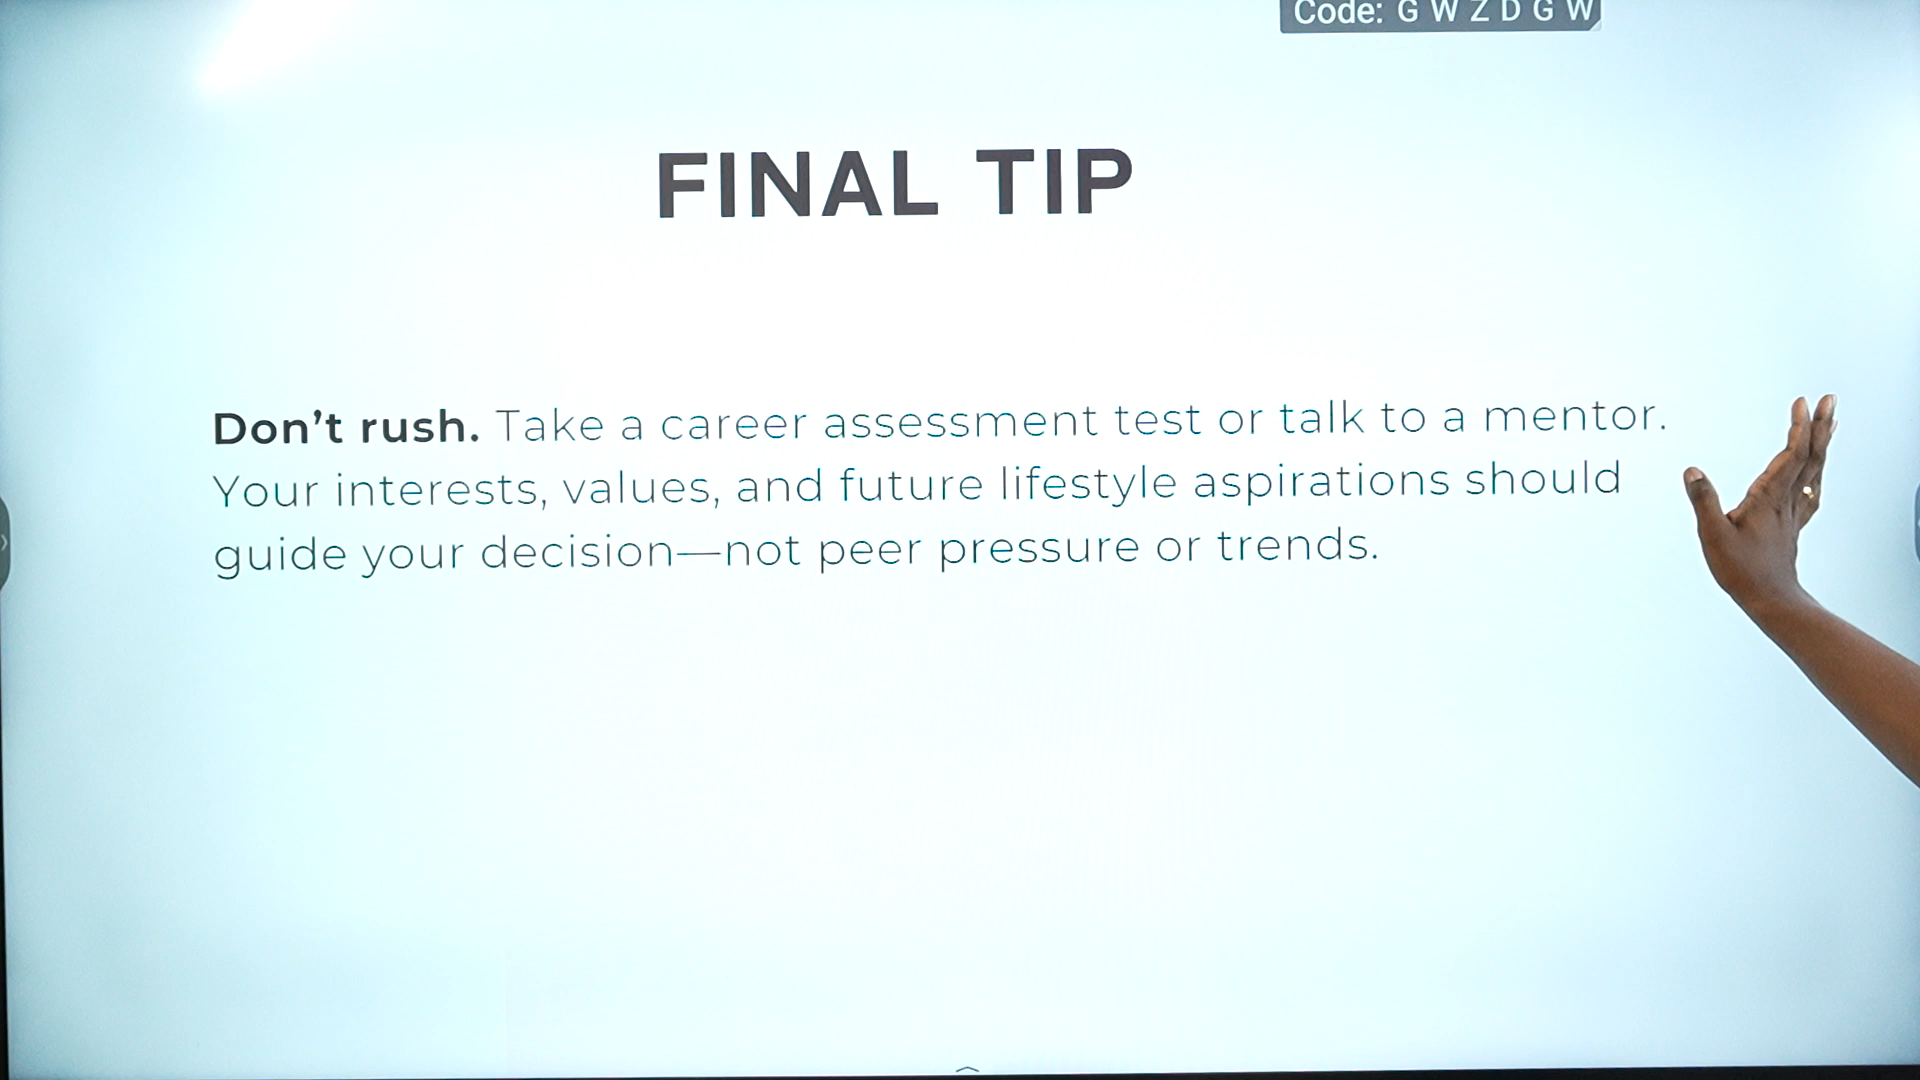 Code: G W Z D G W
FINAL TIP
Don't rush. Take a career assessment test or talk to a mentor.
Your interests, values, and future lifestyle aspirations should
guide your decision—not peer pressure or trends.